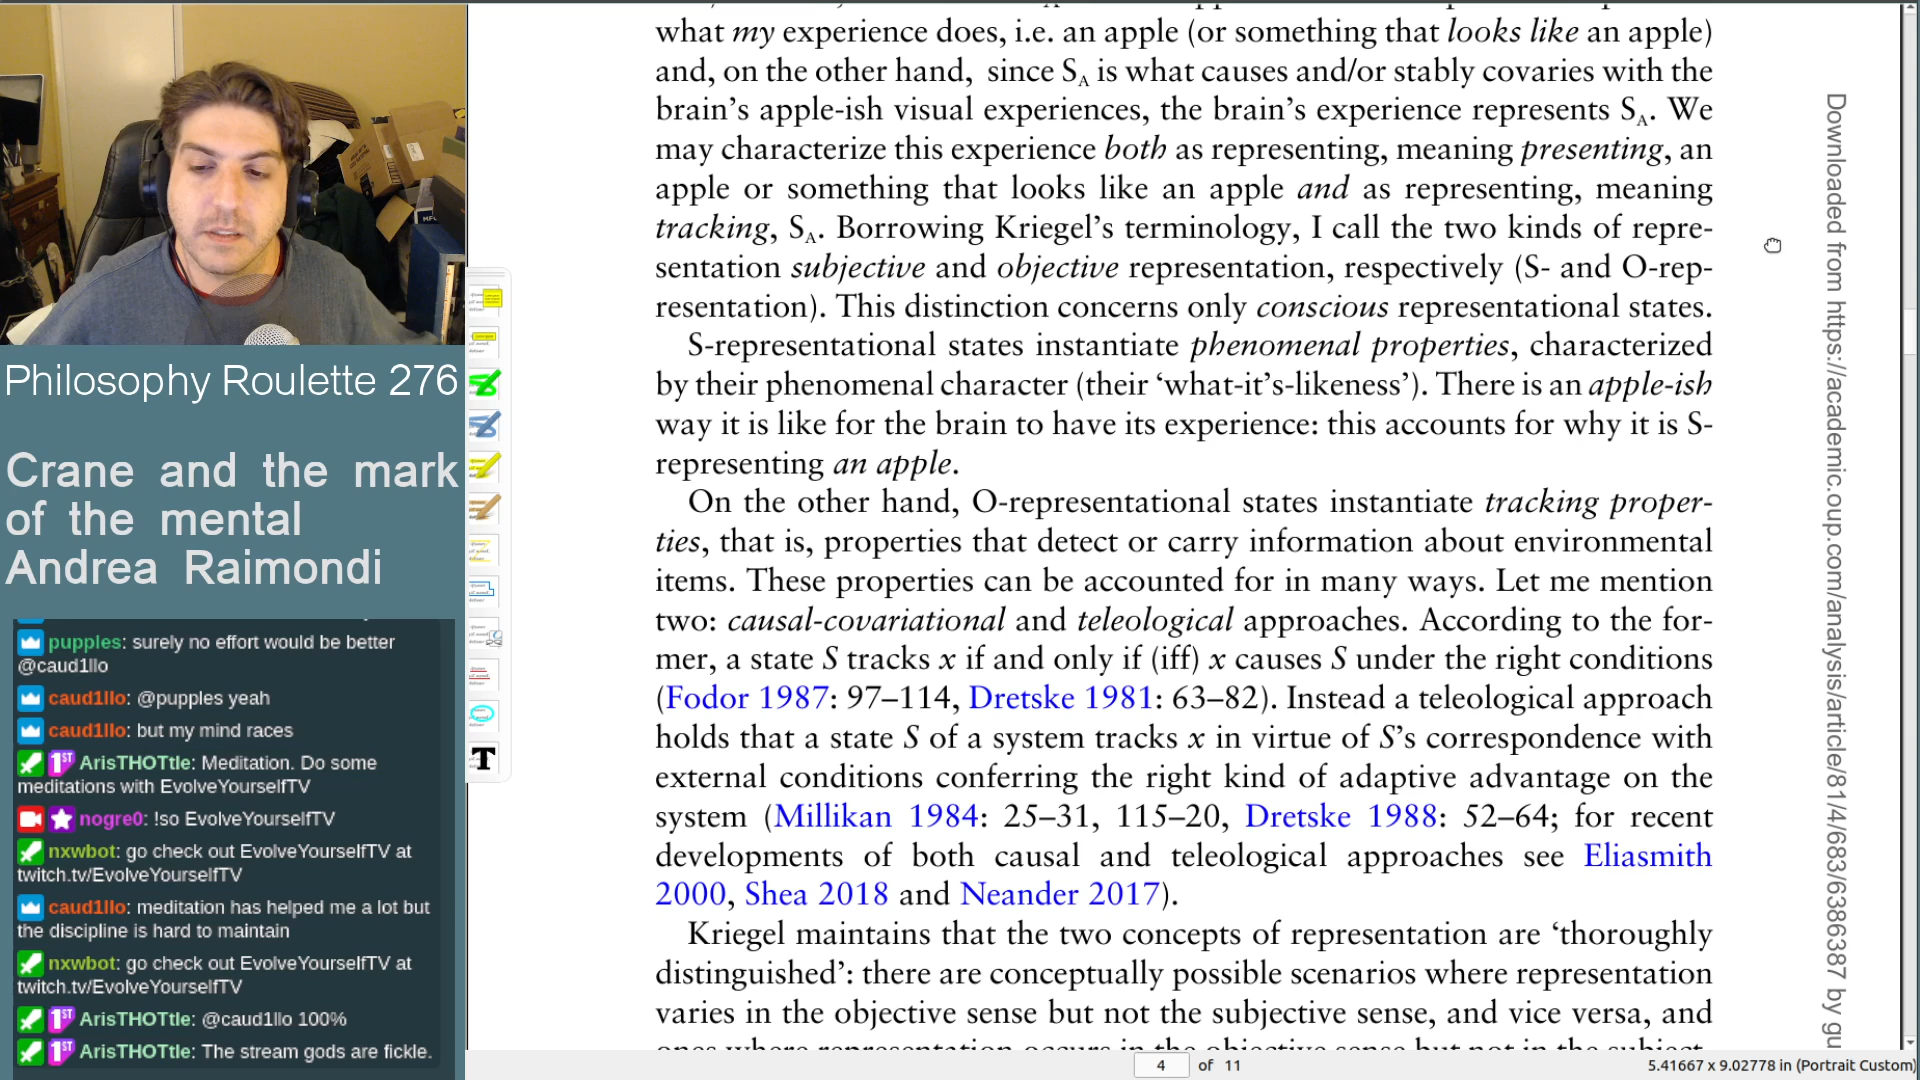 what my experience does, i.e. an apple (or something that looks like an apple)
and, on the other hand, since SA is what causes and/or stably covaries with the
brain's apple-ish visual experiences, the brain's experience represents SA. We
may characterize this experience both as representing, meaning presenting, an
apple or something that looks like an apple and as representing, meaning
tracking, SA. Borrowing Kriegel's terminology, I call the two kinds of repre-
sentation subjective and objective representation, respectively (S- and O-rep-
resentation). This distinction concerns only conscious representational states.
S-representational states instantiate phenomenal properties, characterized
by their phenomenal character (their 'what-it's-likeness'). There is an apple-ish
way it is like for the brain to have its experience: this accounts for why it is S-
representing an apple.
On the other hand, O-representational states instantiate tracking proper-
ties, that is, properties that detect or carry information about environmental
items. These properties can be accounted for in many ways. Let me mention
two: causal-covariational and teleological approaches. According to the for-
mer, a state S tracks x if and only if (iff) x causes S under the right conditions
(Fodor 1987: 97–114, Dretske 1981: 63–82). Instead a teleological approach
holds that a state S of a system tracks x in virtue of S's correspondence with
external conditions conferring the right kind of adaptive advantage on the
system (Millikan 1984: 25–31, 115–20, Dretske 1988: 52–64; for recent
developments of both causal and teleological approaches see Eliasmith
2000, Shea 2018 and Neander 2017).
Kriegel maintains that the two concepts of representation are 'thoroughly
distinguished': there are conceptually possible scenarios where representation
varies in the objective sense but not the subjective sense, and vice versa, and
ones where representation occurs in the objective sense but not in the subject-
Downloaded from https://academic.oup.com/analysis/article/81/4/683/6386387 by gu
4 of 11
5.41667 x 9.02778 in (Portrait Custom)
T
Philosophy Roulette 276
Crane and the mark
of the mental
Andrea Raimondi
pupples: surely no effort would be better
@caud1llo
caud1llo: @pupples yeah
caud1llo: but my mind races
1ST ArisTHOTtle: Meditation. Do some
meditations with EvolveYourselfTV
nogre0: !so EvolveYourselfTV
nxwbot: go check out EvolveYourselfTV at
twitch.tv/EvolveYourselfTV
caud1llo: meditation has helped me a lot but
the discipline is hard to maintain
nxwbot: go check out EvolveYourselfTV at
twitch.tv/EvolveYourselfTV
1ST ArisTHOTtle: @caud1llo 100%
1ST ArisTHOTtle: The stream gods are fickle.